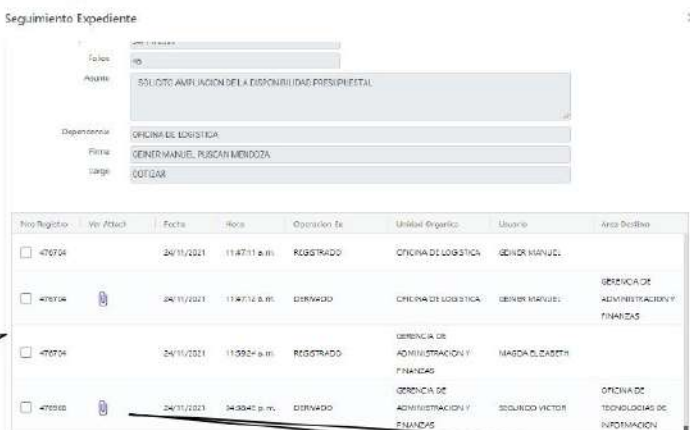 Seguimiento Expediente
Folios 46
Asunto SOLICITO AMPLIACION DE LA DISPONIBILIDAD PRESUPUESTAL
Dependencia OFICINA DE LOGISTICA
Firma GEINER MANUEL PUSCAN MENDOZA
Cargo COTIZAR
Nro Registro Ver Attach Fecha Hora Operacion Ex Unidad Organica Usuario Area Destino
476704 24/11/2021 REGISTRADO OFICINA DE LOGISTICA GEINER MANUEL
476704 24/11/2021 DERIVADO OFICINA DE LOGISTICA GEINER MANUEL GERENCIA DE
ADMINISTRACION Y
FINANZAS
476704 24/11/2021 REGISTRADO GERENCIA DE
ADMINISTRACION Y
FINANZAS MAGDA ELIZABETH
24/11/2021 DERIVADO GERENCIA DE
ADMINISTRACION Y
FINANZAS SEGUNDO VICTOR OFICINA DE
TECNOLOGIAS DE
INFORMACION